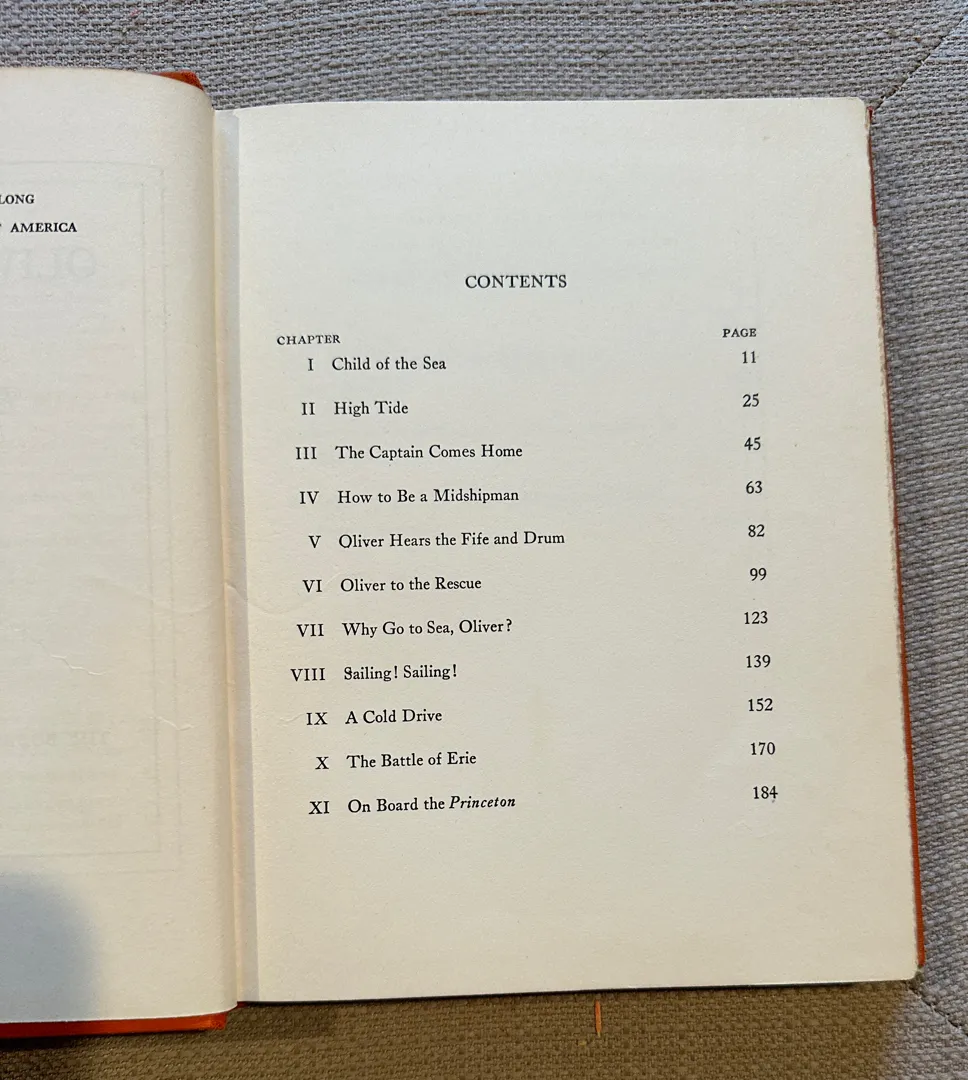 LONG
AMERICA
CONTENTS
CHAPTER PAGE
I Child of the Sea 11
II High Tide 25
III The Captain Comes Home 45
IV How to Be a Midshipman 63
V Oliver Hears the Fife and Drum 82
VI Oliver to the Rescue 99
VII Why Go to Sea, Oliver? 123
VIII Sailing! Sailing! 139
IX A Cold Drive 152
X The Battle of Erie 170
XI On Board the Princeton 184